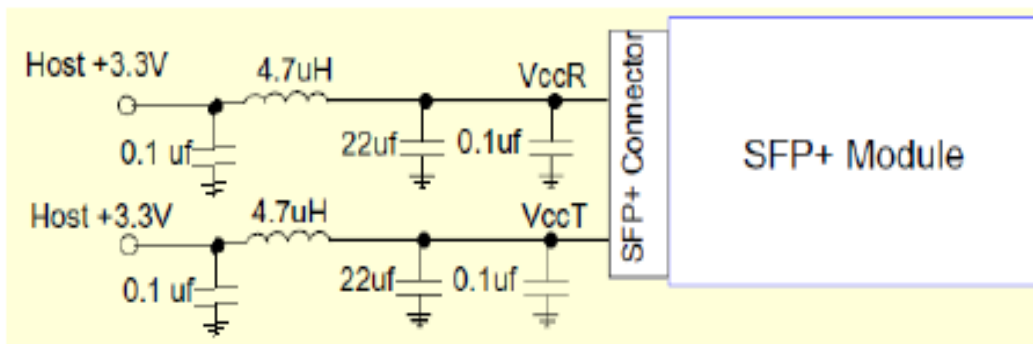 Host +3.3V
4.7uH
VccR
0.1 uf
22uf
0.1uf
Host +3.3V
4.7uH
VccT
0.1 uf
22uf
0.1uf
SFP+ Connector
SFP+ Module